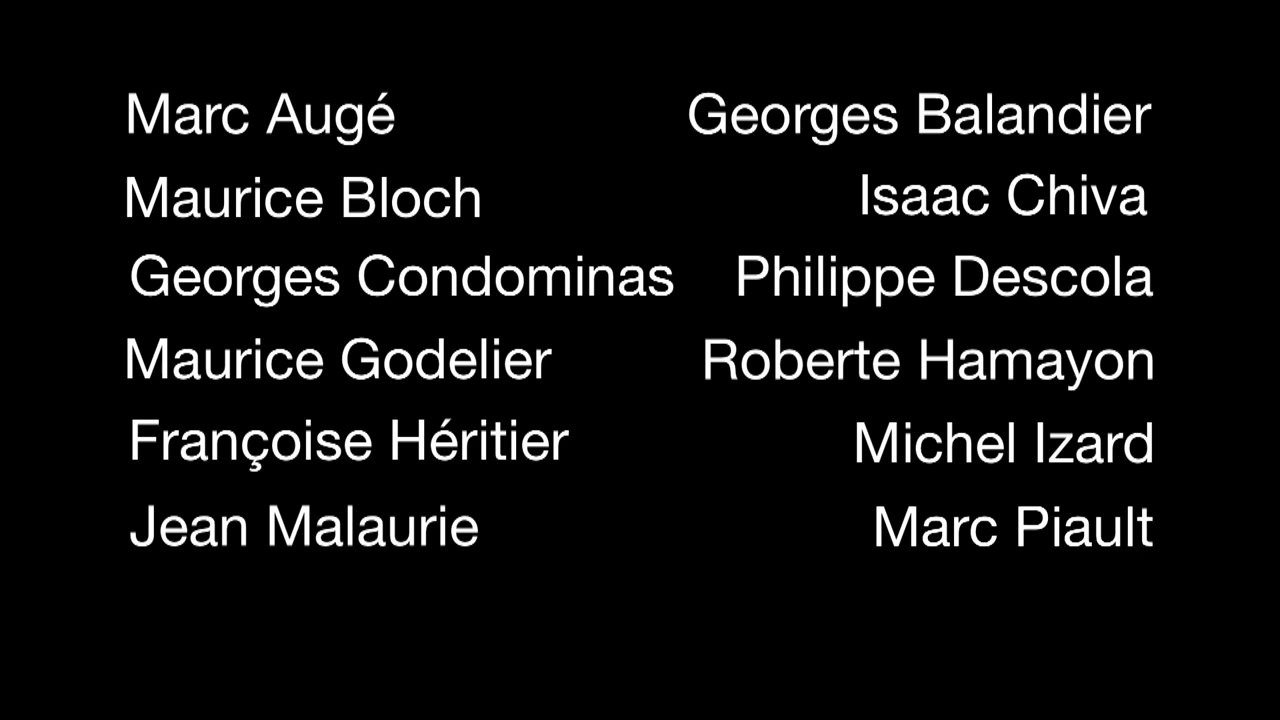 Marc Augé Georges Balandier
Maurice Bloch Isaac Chiva
Georges Condominas Philippe Descola
Maurice Godelier Roberte Hamayon
Françoise Héritier Michel Izard
Jean Malaurie Marc Piault